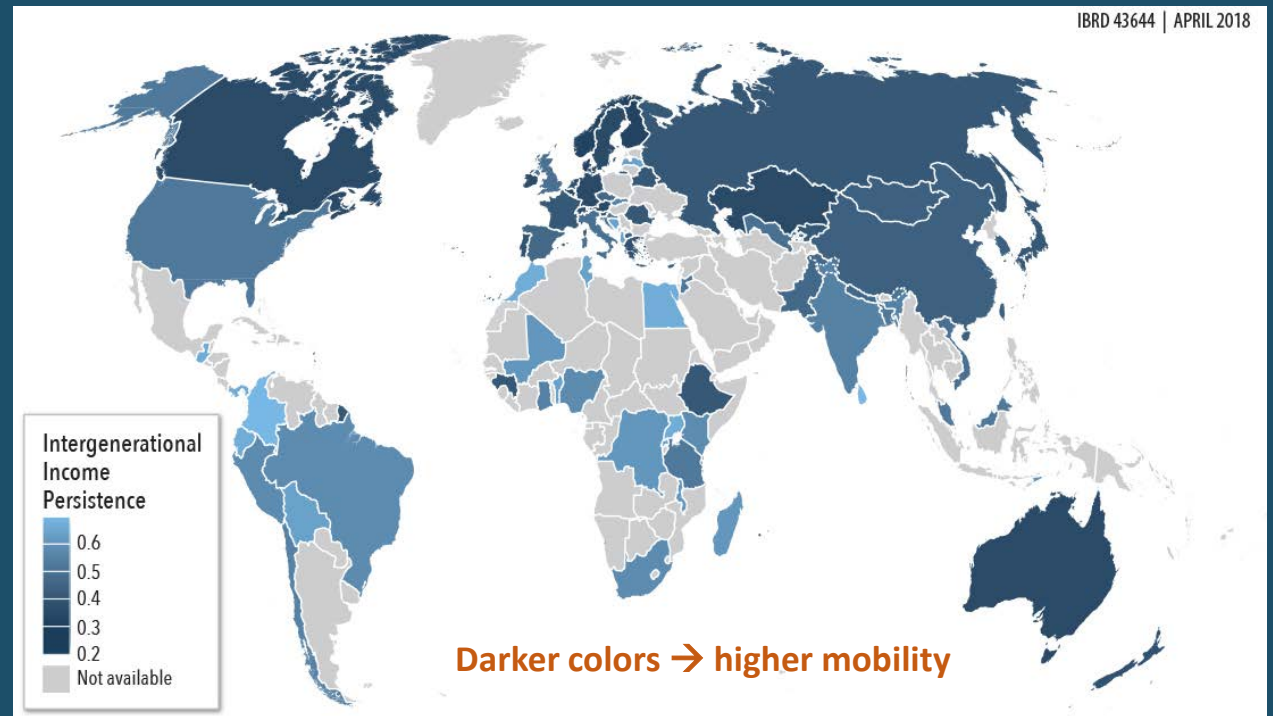 IBRD 43644 | APRIL 2018
Intergenerational
Income
Persistence
0.6
0.5
0.4
0.3
0.2
Not available
Darker colors → higher mobility